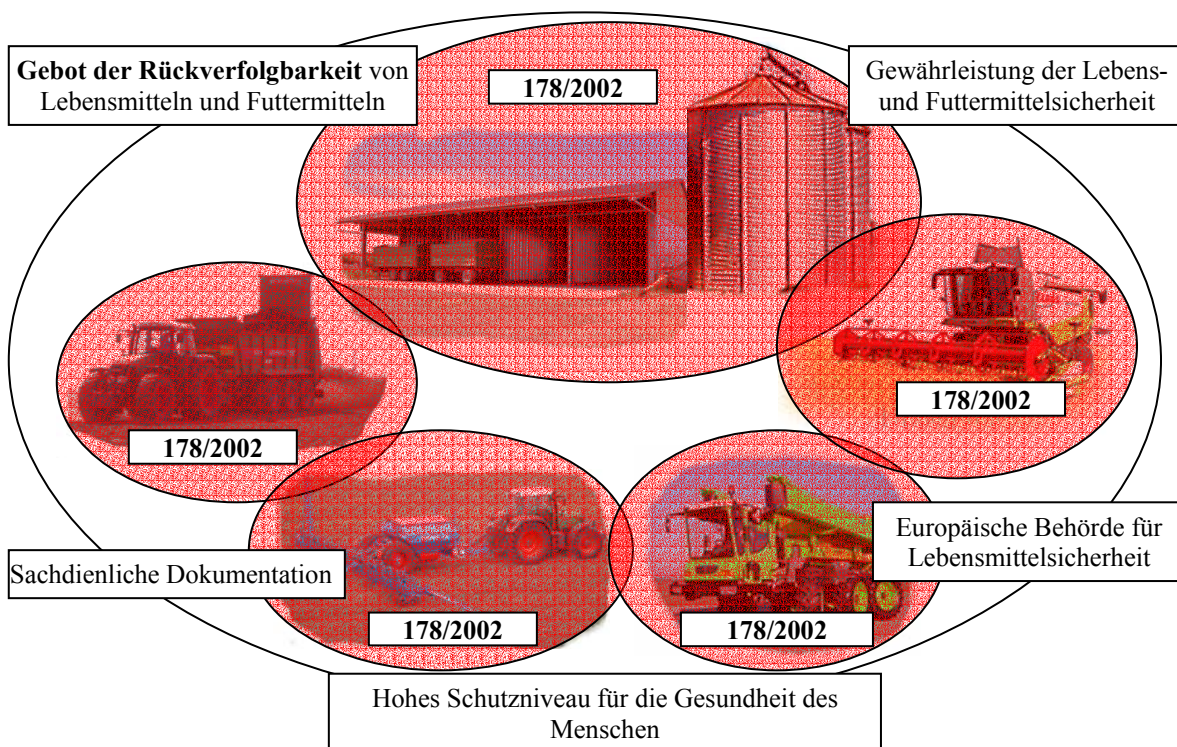 Gebot der Rückverfolgbarkeit von
Lebensmitteln und Futtermitteln
178/2002
Gewährleistung der Lebens-
und Futtermittelsicherheit
178/2002
178/2002
Europäische Behörde für
Lebensmittelsicherheit
Sachdienliche Dokumentation
178/2002
178/2002
Hohes Schutzniveau für die Gesundheit des
Menschen